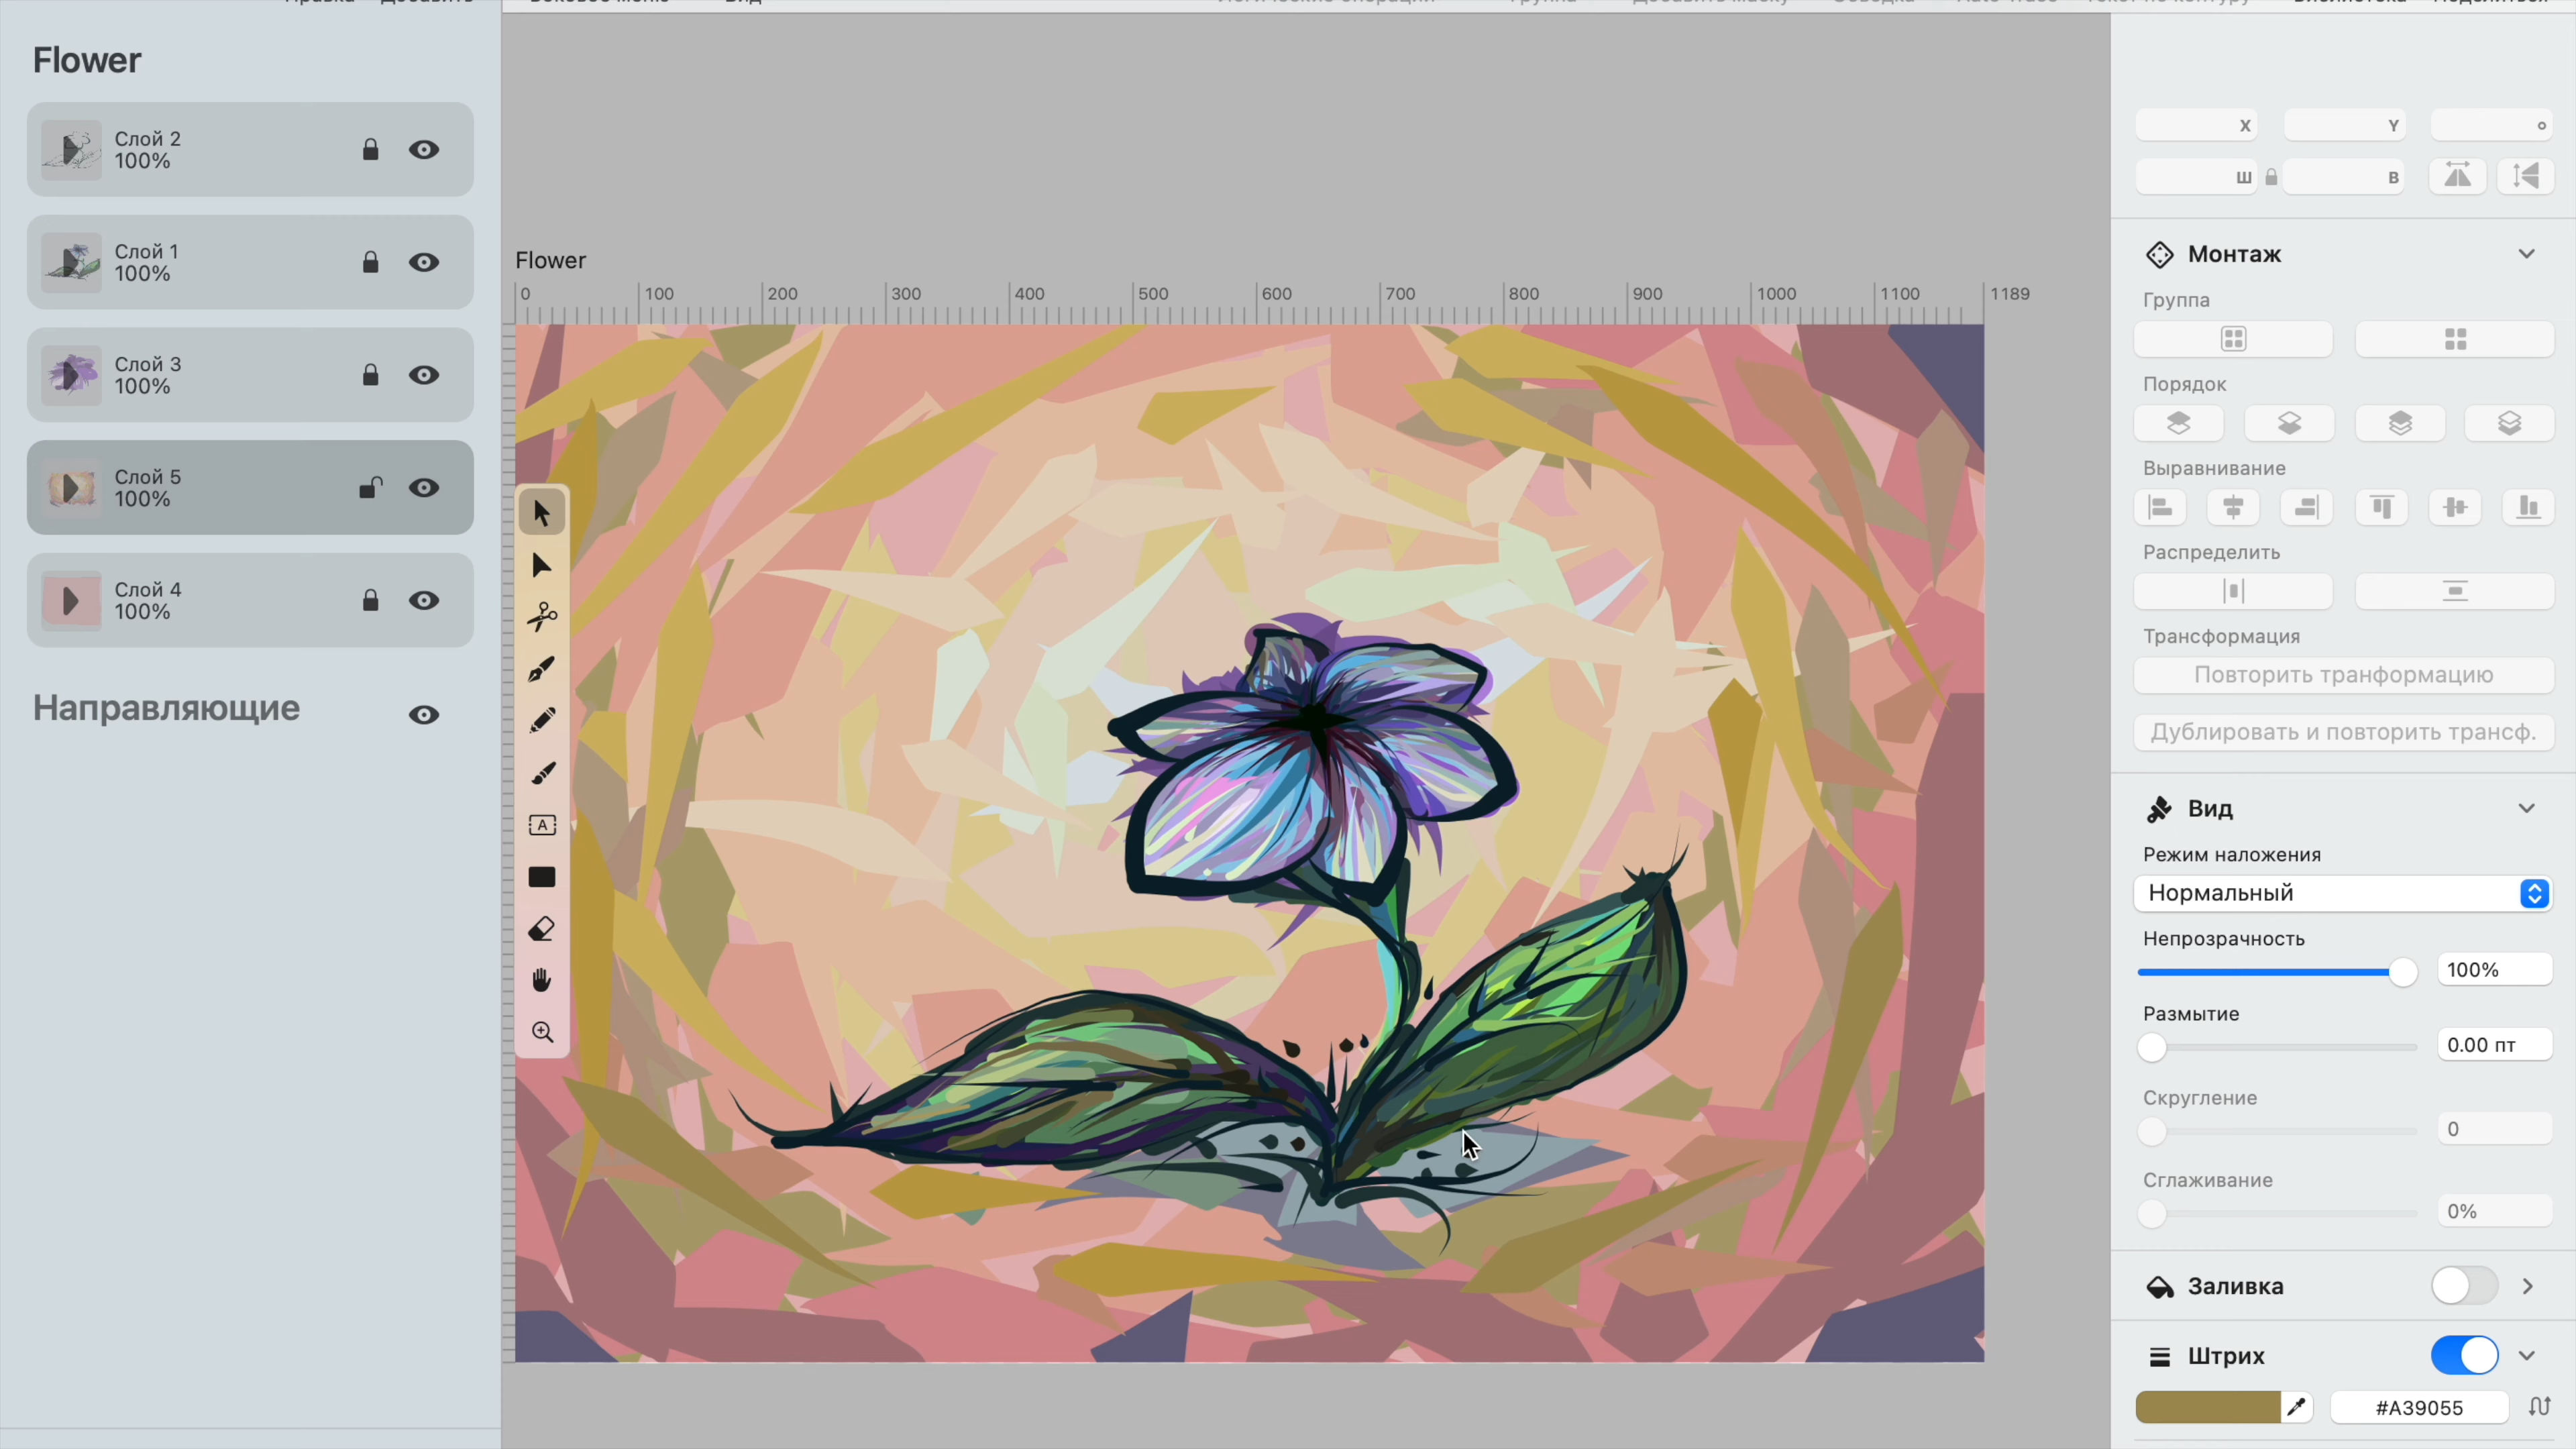 Flower
Слой 2
100%
Слой 1
100%
Слой 3
100%
Слой 5
100%
Слой 4
100%
Направляющие
Flower
0 100 200 300 400 500 600 700 800 900 1000 1100 1189
A
X Y °
Ш В
Монтаж
Группа
Порядок
Выравнивание
Распределить
Трансформация
Повторить транформацию
Дублировать и повторить трансф.
Вид
Режим наложения
Нормальный
Непрозрачность
100%
Размытие
0.00 пт
Скругление
0
Сглаживание
0%
Заливка
Штрих
#A39055